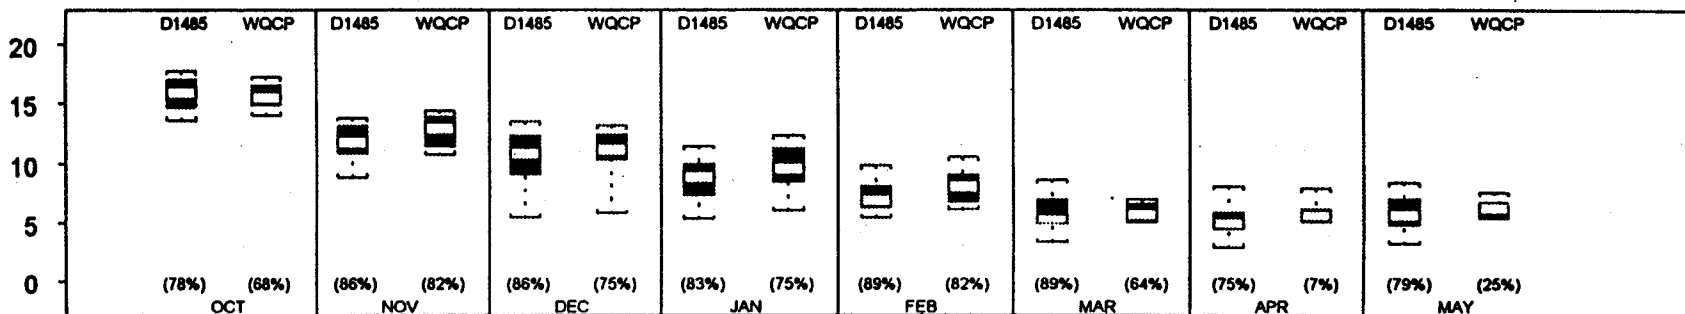 D1485 WQCP D1485 WQCP D1485 WQCP D1485 WQCP D1485 WQCP D1485 WQCP D1485 WQCP D1485 WQCP
20
15
10
5
0
(78%) (68%) (86%) (82%) (86%) (75%) (83%) (75%) (89%) (82%) (89%) (64%) (75%) (7%) (79%) (25%)
OCT NOV DEC JAN FEB MAR APR MAY